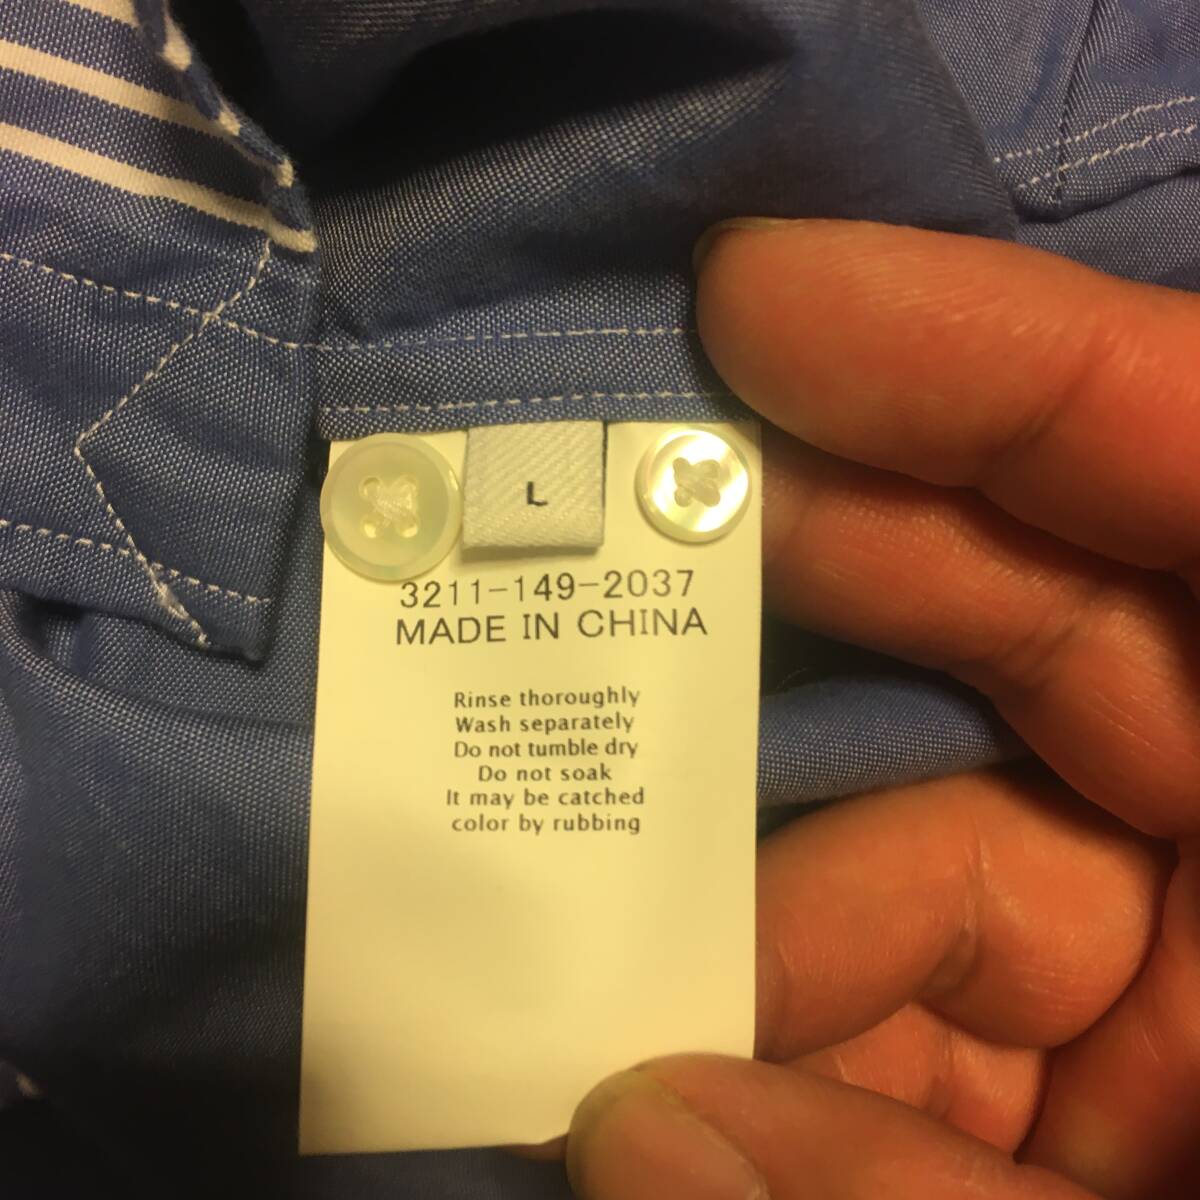 L
3211-149-2037
MADE IN CHINA
Rinse thoroughly
Wash separately
Do not tumble dry
Do not soak
It may be catched
color by rubbing